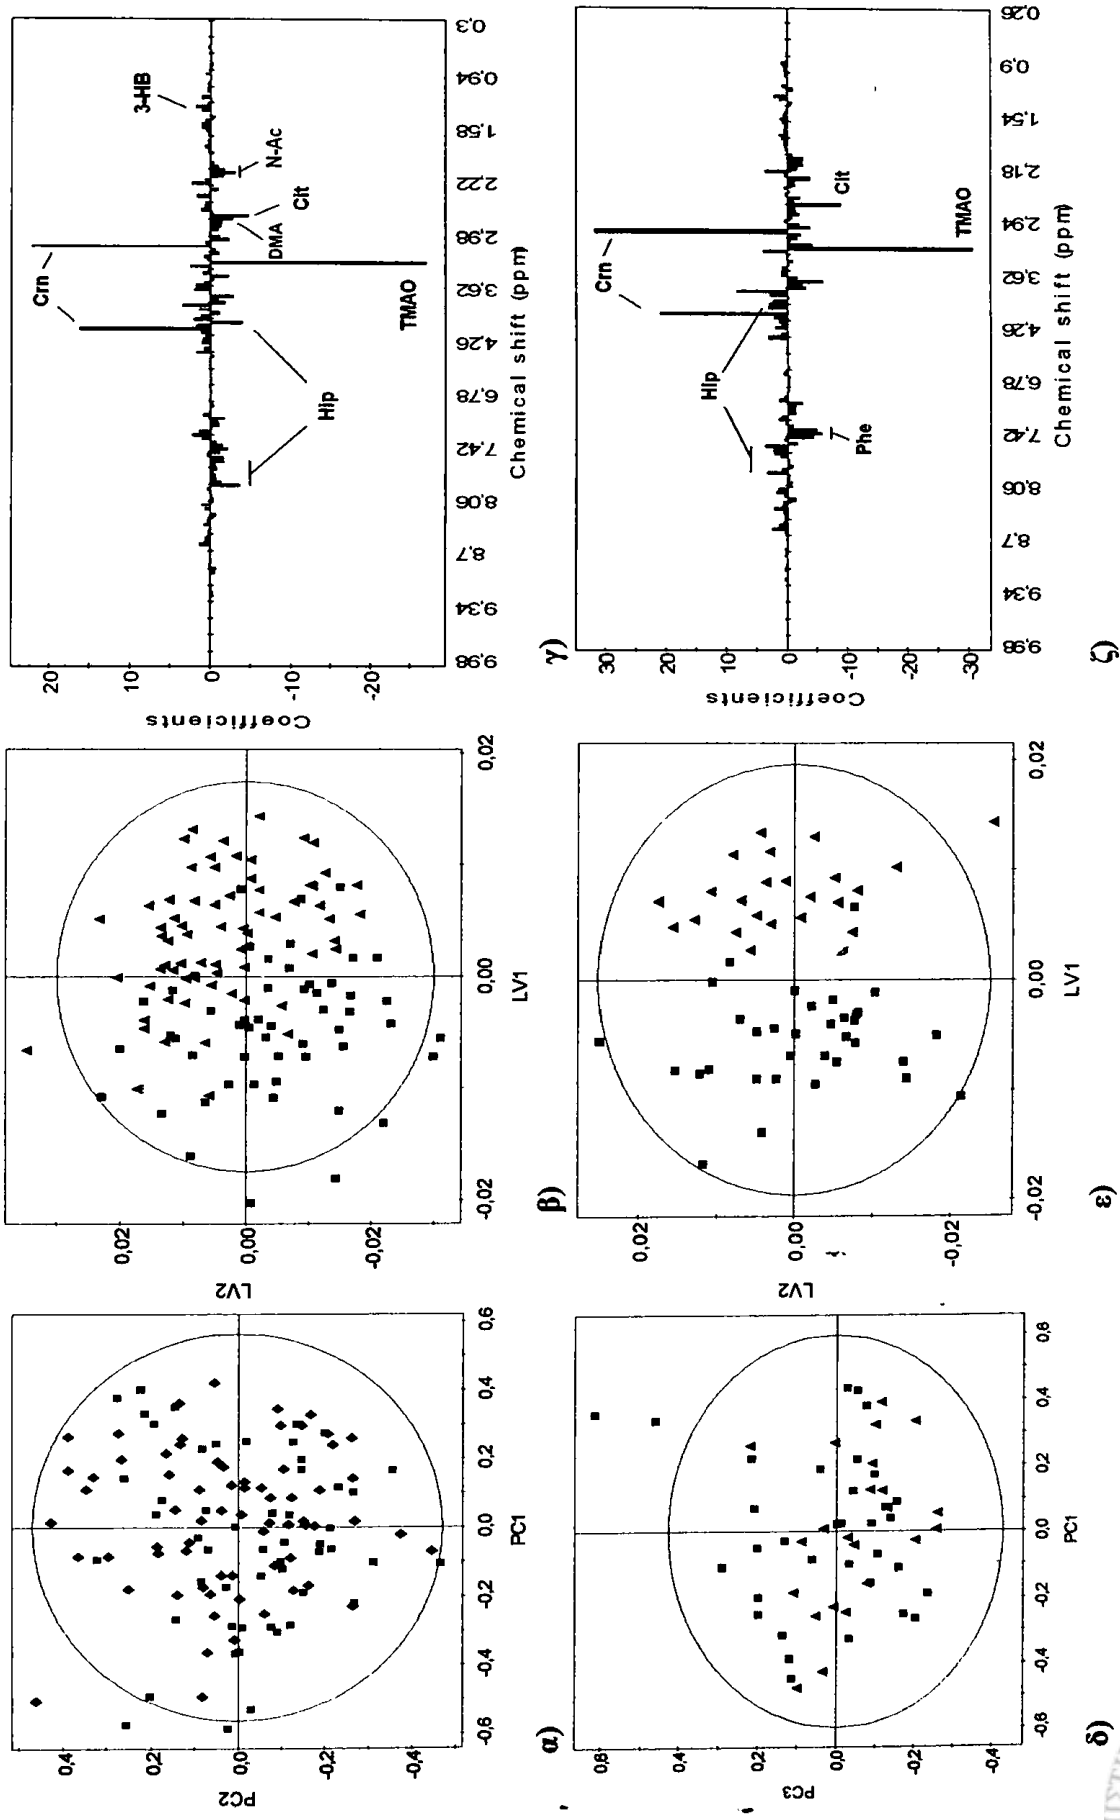 α)
PC2
0,4
0,2
0,0
-0,2
-0,4
-0,6
-0,4
-0,2
0,0
0,2
0,4
0,6
PC1
β)
LV2
0,02
0,00
-0,02
-0,02
0,00
0,02
LV1
γ)
Coefficients
20
10
0
-10
-20
Crn
3-HB
N-Ac
Cit
DMA
TMAO
Hip
9,98
9,34
8,7
8,06
7,42
6,78
4,26
3,62
2,98
2,22
1,58
0,94
0,3
Chemical shift (ppm)
δ)
PC3
0,6
0,4
0,2
0,0
-0,2
-0,4
-0,6
-0,4
-0,2
0,0
0,2
0,4
0,6
PC1
ε)
LV2
0,02
0,00
-0,02
-0,02
0,00
0,02
LV1
ζ)
Coefficients
30
20
10
0
-10
-20
-30
Crn
Hip
Cit
Phe
TMAO
9,98
9,34
8,7
8,06
7,42
6,78
4,26
3,62
2,94
2,18
1,54
0,9
0,26
Chemical shift (ppm)